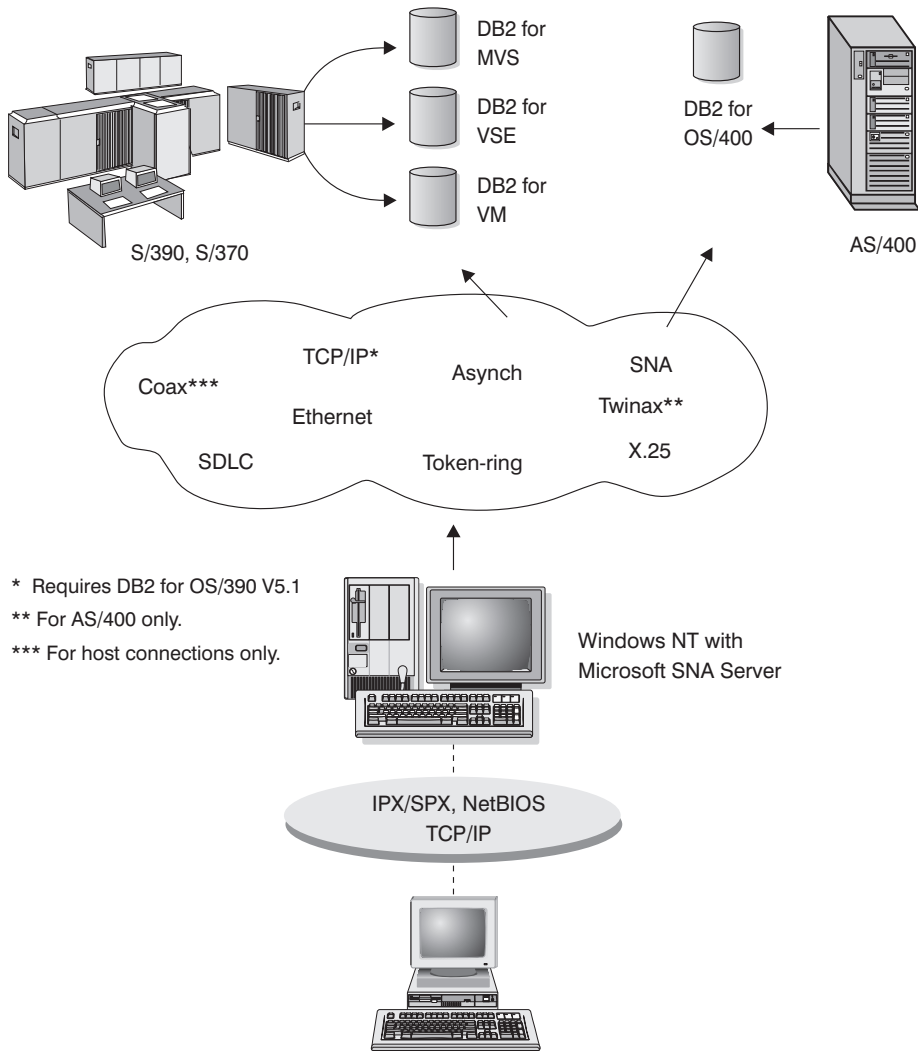 DB2 for
MVS
DB2 for
VSE
DB2 for
VM
S/390, S/370
DB2 for
OS/400
AS/400
TCP/IP*
Asynch
SNA
Coax***
Ethernet
Twinax**
SDLC
Token-ring
X.25
* Requires DB2 for OS/390 V5.1
** For AS/400 only.
*** For host connections only.
Windows NT with
Microsoft SNA Server
IPX/SPX, NetBIOS
TCP/IP